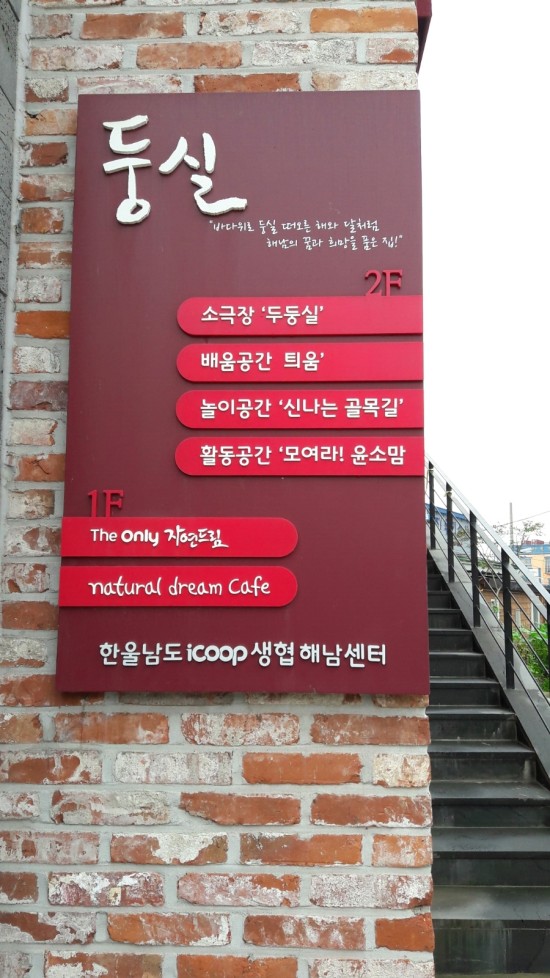 둥실
"바다위로 둥실 떠오른 해와 달처럼
해남의 꿈과 희망을 품은 집!"
2F
소극장 '두둥실'
배움공간 틔움'
놀이공간 '신나는 골목길'
활동공간 '모여라! 윤소맘
1F
The Only 자연드림
natural dream Cafe
한울남도 iCOOP생협 해남센터